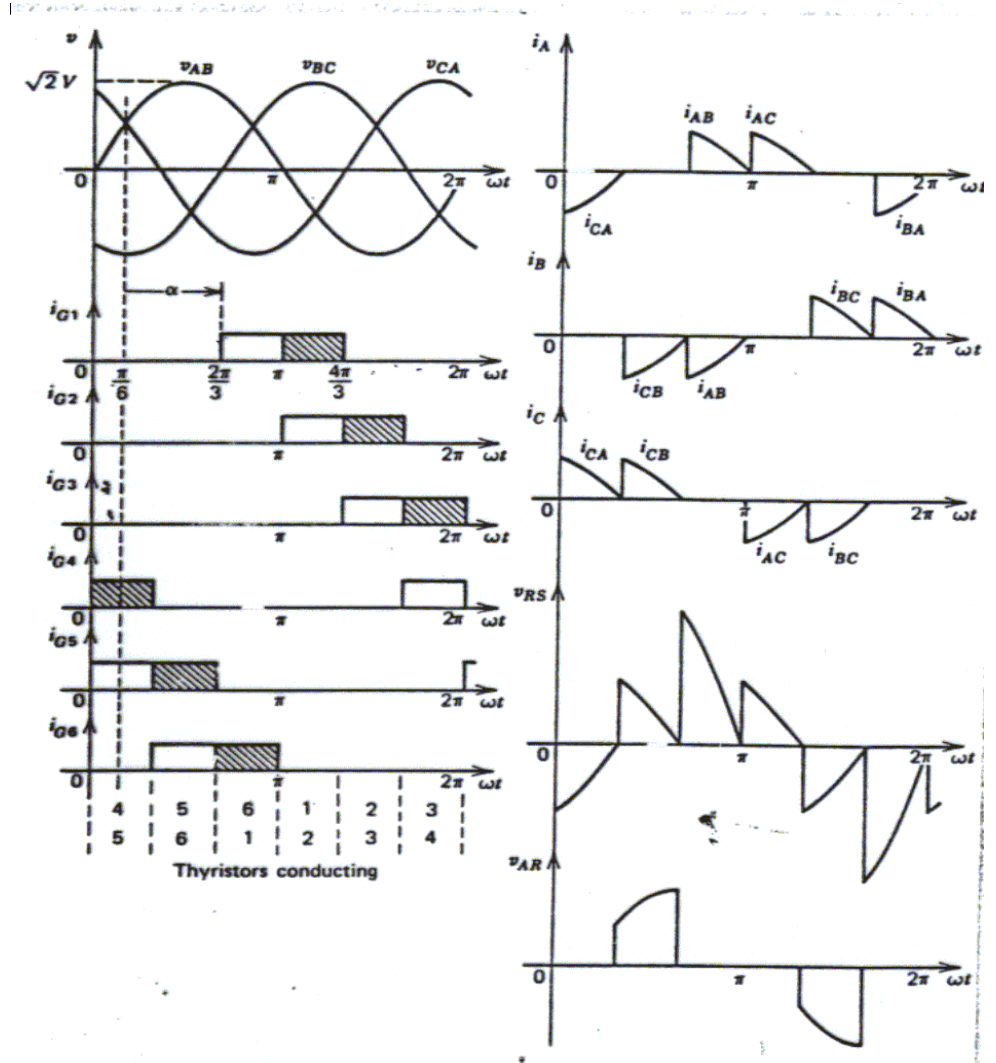 v
√2 V
v_AB
v_BC
v_CA
0
π
2π
ωt
α
i_G1
0
π/6
2π/3
π
4π/3
2π
ωt
i_G2
0
π
2π
ωt
i_G3
0
π
2π
ωt
i_G4
0
π
2π
ωt
i_G5
0
π
2π
ωt
i_G6
0
π
2π
ωt
4 5 6 1 2 3
5 6 1 2 3 4
Thyristors conducting
i_A
i_AB
i_AC
0
π
2π
ωt
i_CA
i_BA
i_B
i_BC
i_BA
0
π
2π
ωt
i_CB
i_AB
i_C
i_CA
i_CB
0
π
2π
ωt
i_AC
i_BC
v_RS
0
π
2π
ωt
v_AR
0
π
2π
ωt